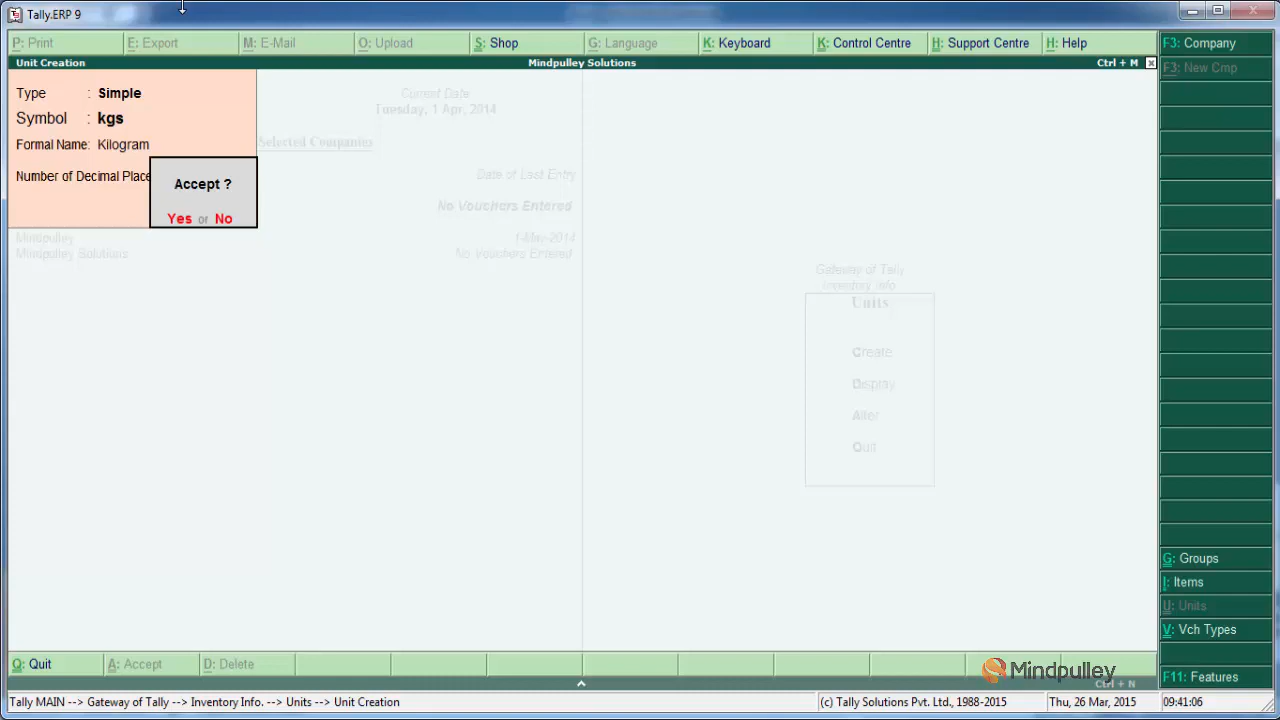 Tally.ERP 9
P: Print E: Export M: E-Mail O: Upload S: Shop G: Language K: Keyboard K: Control Centre H: Support Centre H: Help F3: Company
Unit Creation Mindpulley Solutions Ctrl + M x
F3: New Cmp
Type : Simple
Symbol : kgs
Formal Name: Kilogram
Number of Decimal Place
Accept ?
Yes or No
Current Date
Tuesday, 1 Apr, 2014
Selected Companies
Date of Last Entry
No Vouchers Entered
Mindpulley 1-May-2014
Mindpulley Solutions No Vouchers Entered
Gateway of Tally
Inventory Info.
Units
Create
Display
Alter
Quit
G: Groups
I: Items
U: Units
V: Vch Types
F11: Features
Q: Quit A: Accept D: Delete
Mindpulley
Ctrl + N
Tally MAIN --> Gateway of Tally --> Inventory Info. --> Units --> Unit Creation (c) Tally Solutions Pvt. Ltd., 1988-2015 Thu, 26 Mar, 2015 09:41:06